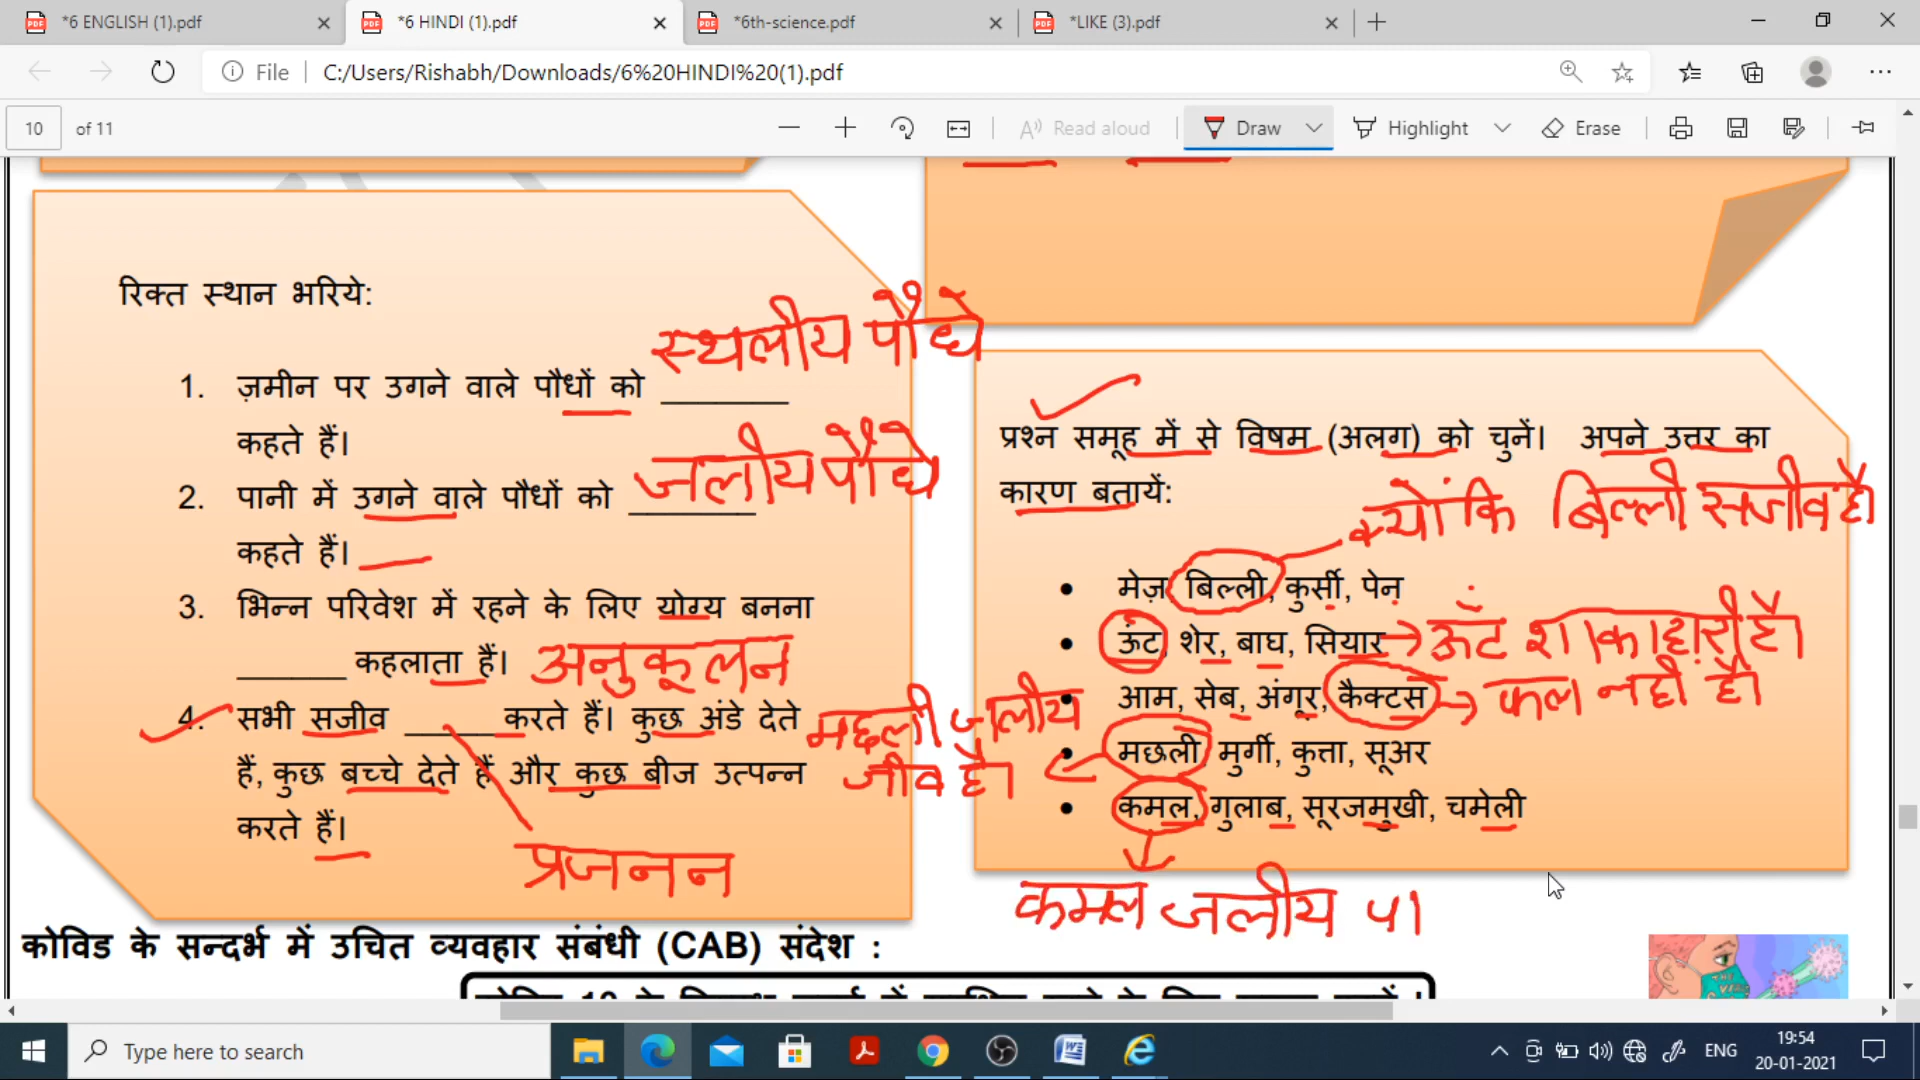 *6 ENGLISH (1).pdf
*6 HINDI (1).pdf
*6th-science.pdf
*LIKE (3).pdf
File
C:/Users/Rishabh/Downloads/6%20HINDI%20(1).pdf
10 of 11
Read aloud
Draw
Highlight
Erase
रिक्त स्थान भरिये:
स्थलीय पौधे
1. ज़मीन पर उगने वाले पौधों को ________
कहते हैं।
जलीय पौधे
2. पानी में उगने वाले पौधों को ________
कहते हैं।
3. भिन्न परिवेश में रहने के लिए योग्य बनना
_______ कहलाता हैं।
अनुकूलन
4. सभी सजीव ______ करते हैं। कुछ अंडे देते
हैं, कुछ बच्चे देते हैं और कुछ बीज उत्पन्न
करते हैं।
प्रजनन
प्रश्न समूह में से विषम (अलग) को चुनें। अपने उत्तर का
कारण बतायें:
क्योंकि बिल्ली सजीव है
• मेज़, बिल्ली, कुर्सी, पेन
• ऊंट, शेर, बाघ, सियार
→ ऊंट शाकाहारी है।
• आम, सेब, अंगूर, कैक्टस
→ फल नहीं है।
• मछली, मुर्गी, कुत्ता, सूअर
मछली जलीय
जीव है।
• कमल, गुलाब, सूरजमुखी, चमेली
कमल जलीय पा
कोविड के सन्दर्भ में उचित व्यवहार संबंधी (CAB) संदेश :
Type here to search
ENG
19:54
20-01-2021